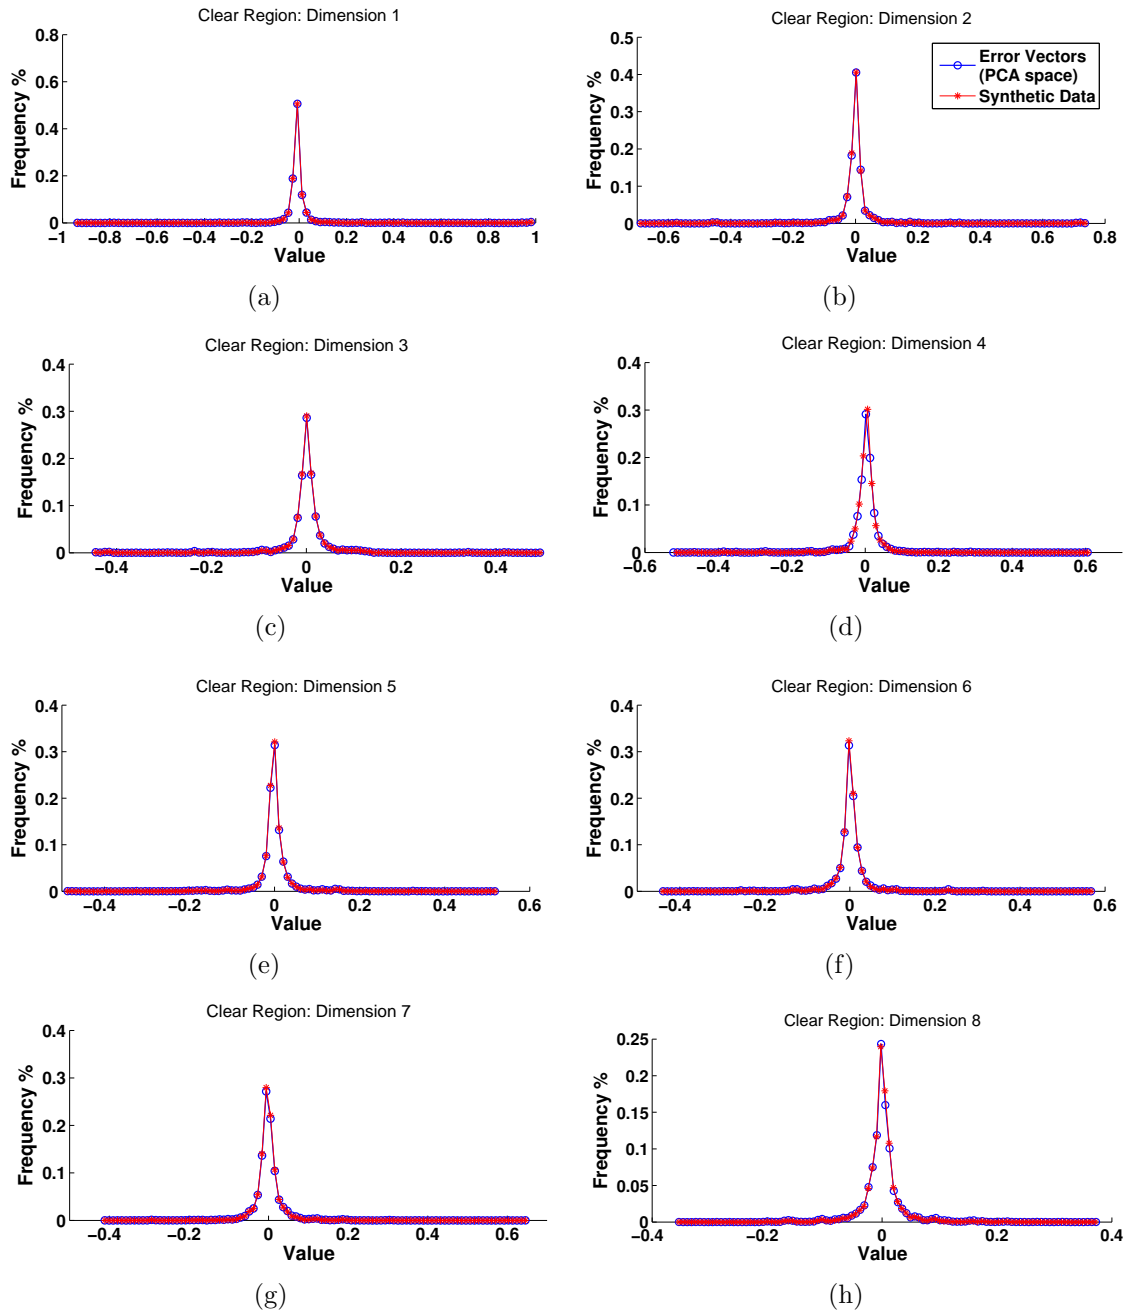 Clear Region: Dimension 1
0.8
0.6
0.4
0.2
0
Frequency %
−1 −0.8 −0.6 −0.4 −0.2 0 0.2 0.4 0.6 0.8 1
Value
(a)
Clear Region: Dimension 2
0.5
0.4
0.3
0.2
0.1
0
Frequency %
Error Vectors
(PCA space)
Synthetic Data
−0.6 −0.4 −0.2 0 0.2 0.4 0.6 0.8
Value
(b)
Clear Region: Dimension 3
0.4
0.3
0.2
0.1
0
Frequency %
−0.4 −0.2 0 0.2 0.4
Value
(c)
Clear Region: Dimension 4
0.4
0.3
0.2
0.1
0
Frequency %
−0.6 −0.4 −0.2 0 0.2 0.4 0.6
Value
(d)
Clear Region: Dimension 5
0.4
0.3
0.2
0.1
0
Frequency %
−0.4 −0.2 0 0.2 0.4 0.6
Value
(e)
Clear Region: Dimension 6
0.4
0.3
0.2
0.1
0
Frequency %
−0.4 −0.2 0 0.2 0.4 0.6
Value
(f)
Clear Region: Dimension 7
0.4
0.3
0.2
0.1
0
Frequency %
−0.4 −0.2 0 0.2 0.4 0.6
Value
(g)
Clear Region: Dimension 8
0.25
0.2
0.15
0.1
0.05
0
Frequency %
−0.4 −0.2 0 0.2 0.4
Value
(h)